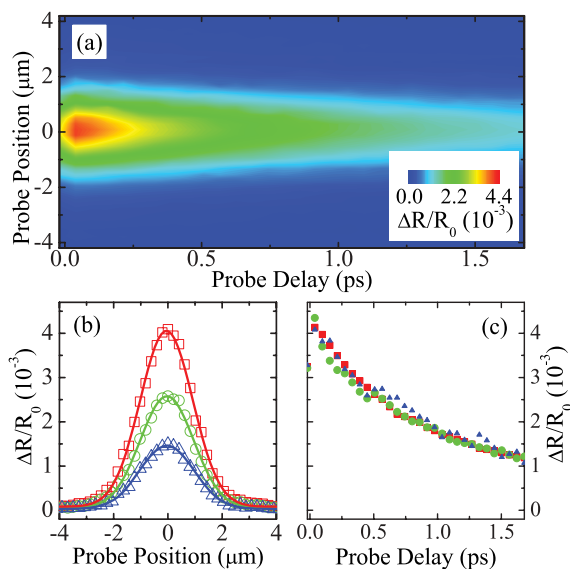 (a)
4
2
0
-2
-4
Probe Position (μm)
0.0 2.2 4.4
ΔR/R0 (10-3)
0.0 0.5 1.0 1.5
Probe Delay (ps)
(b)
4
3
2
1
0
ΔR/R0 (10-3)
-4 -2 0 2 4
Probe Position (μm)
(c)
4
3
2
1
0
ΔR/R0 (10-3)
0.0 0.5 1.0 1.5
Probe Delay (ps)